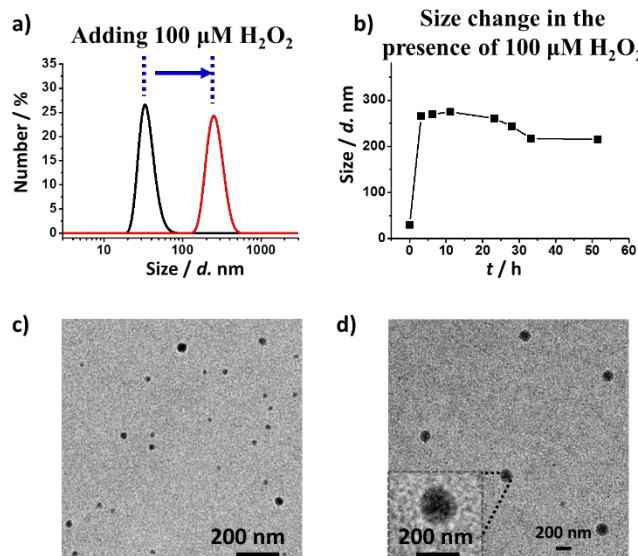 a)
Adding 100 µM H₂O₂
35
30
25
20
15
10
5
0
Number / %
10 100 1000
Size / d. nm
b)
Size change in the
presence of 100 µM H₂O₂
300
200
100
0
Size / d. nm
0 10 20 30 40 50 60
t / h
c)
200 nm
d)
200 nm
200 nm